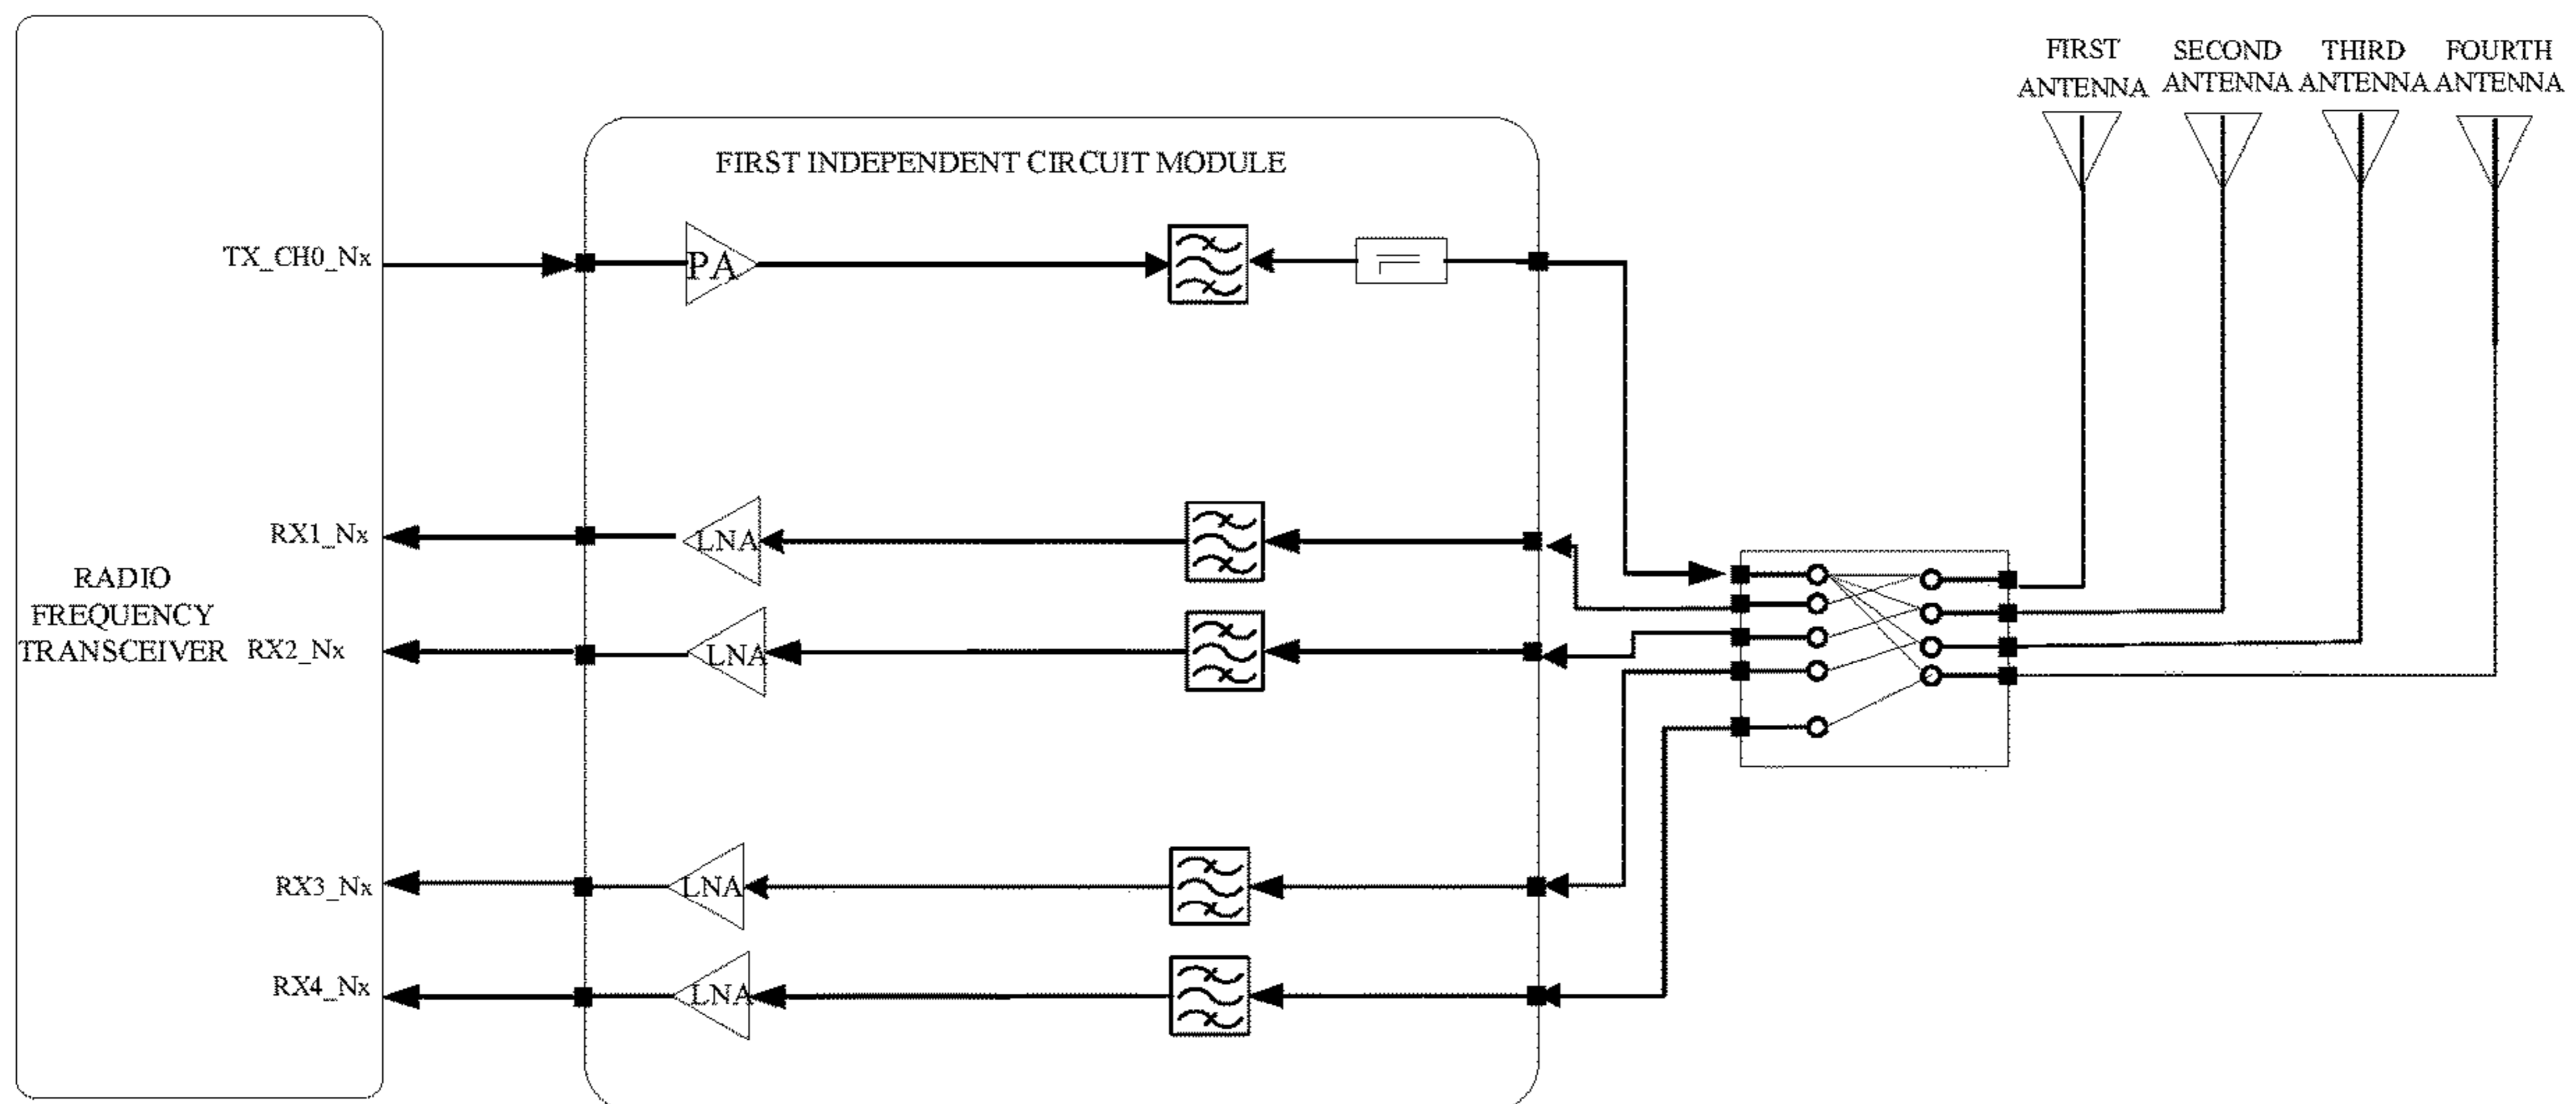 FIRST
ANTENNA
SECOND
ANTENNA
THIRD
ANTENNA
FOURTH
ANTENNA
FIRST INDEPENDENT CIRCUIT MODULE
TX_CH0_Nx
PA
RX1_Nx
LNA
RADIO
FREQUENCY
TRANSCEIVER
RX2_Nx
LNA
RX3_Nx
LNA
RX4_Nx
LNA